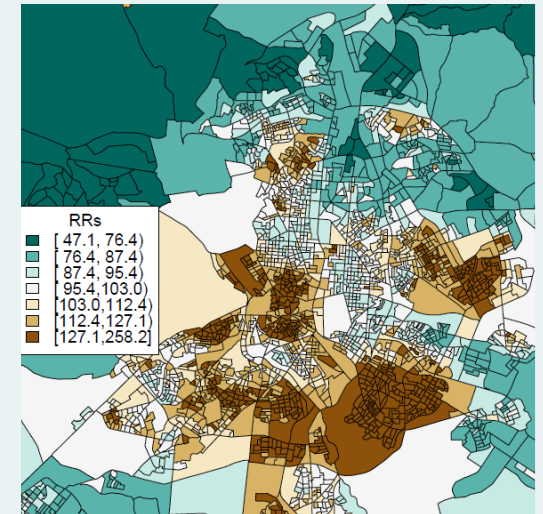 RRs
[ 47.1, 76.4)
[ 76.4, 87.4)
[ 87.4, 95.4)
[ 95.4,103.0)
[103.0,112.4)
[112.4,127.1)
[127.1,258.2]